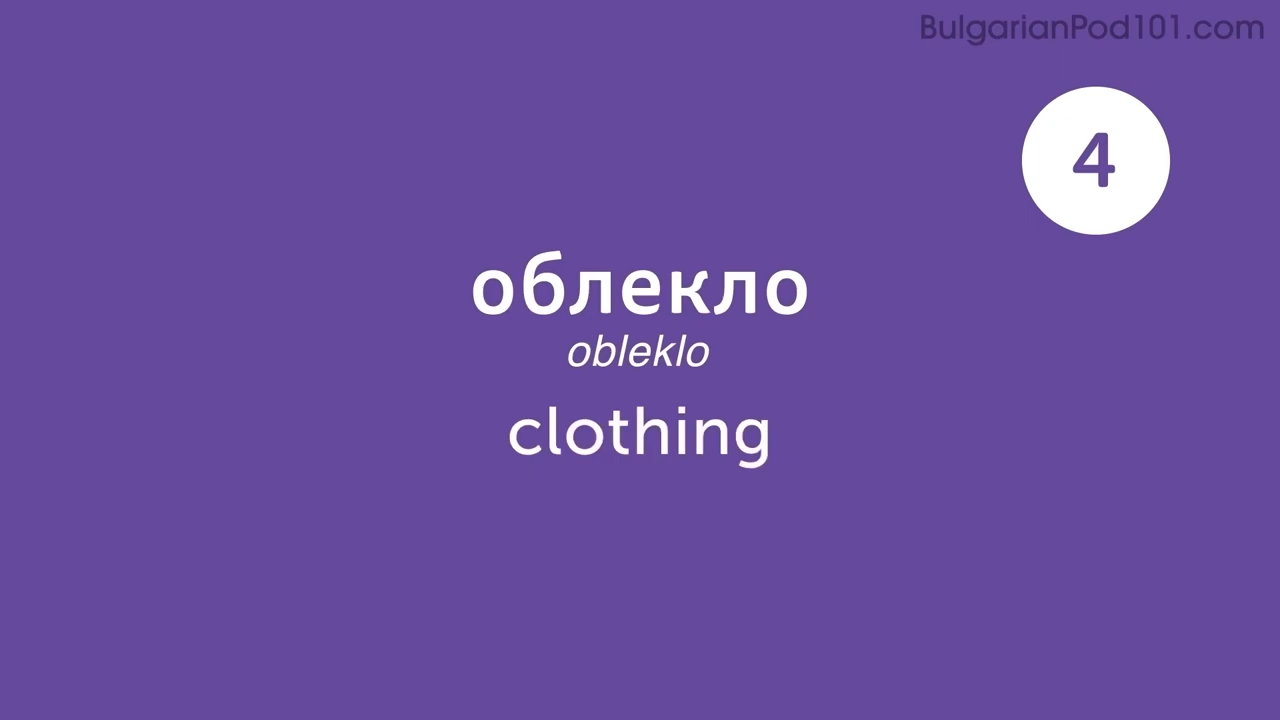 BulgarianPod101.com
4
облекло
obleklo
clothing